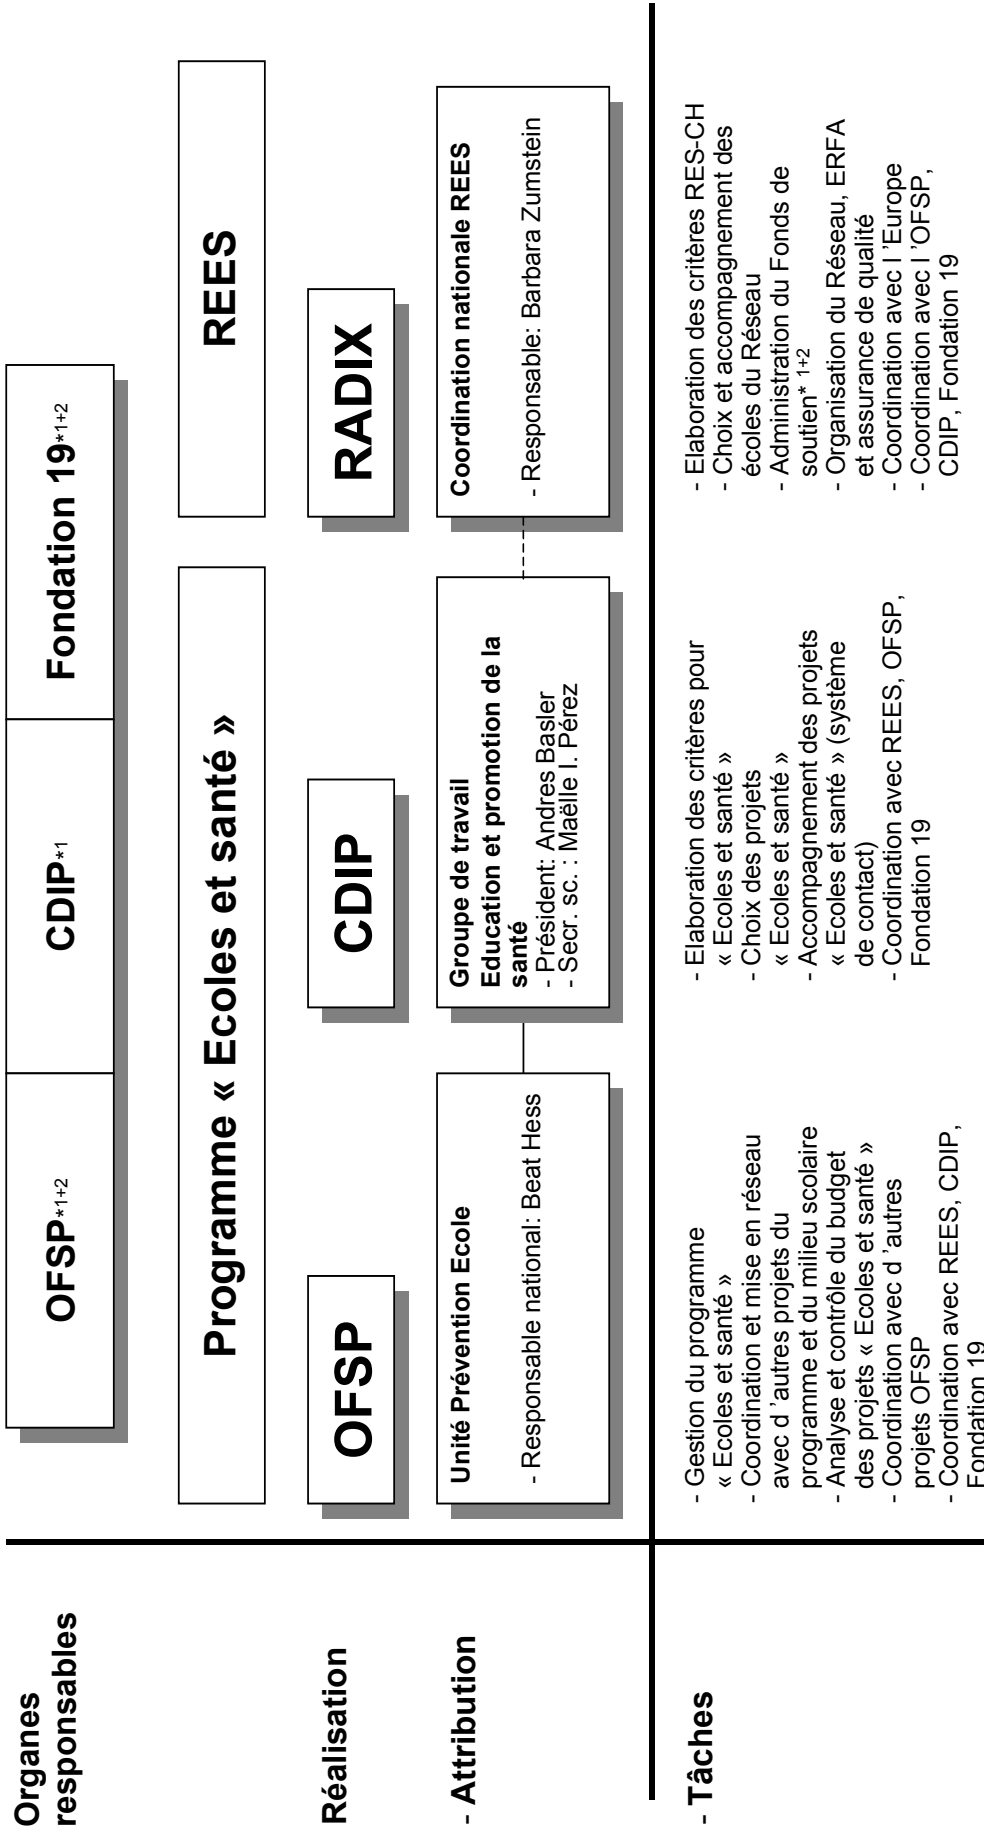 Organes
responsables
OFSP*1+2
CDIP*1
Fondation 19*1+2
Programme « Ecoles et santé »
REES
Réalisation
OFSP
CDIP
RADIX
- Attribution
Unité Prévention Ecole
- Responsable national: Beat Hess
Groupe de travail
Education et promotion de la
santé
- Président: Andres Basler
- Secr. sc. : Maëlle I. Pérez
Coordination nationale REES
- Responsable: Barbara Zumstein
- Tâches
- Gestion du programme
« Ecoles et santé »
- Coordination et mise en réseau
avec d ’autres projets du
programme et du milieu scolaire
- Analyse et contrôle du budget
des projets « Ecoles et santé »
- Coordination avec d ’autres
projets OFSP
- Coordination avec REES, CDIP,
Fondation 19
- Elaboration des critères pour
« Ecoles et santé »
- Choix des projets
« Ecoles et santé »
- Accompagnement des projets
« Ecoles et santé » (système
de contact)
- Coordination avec REES, OFSP,
Fondation 19
- Elaboration des critères RES-CH
- Choix et accompagnement des
écoles du Réseau
- Administration du Fonds de
soutien* 1+2
- Organisation du Réseau, ERFA
et assurance de qualité
- Coordination avec l ’Europe
- Coordination avec l ’OFSP,
CDIP, Fondation 19